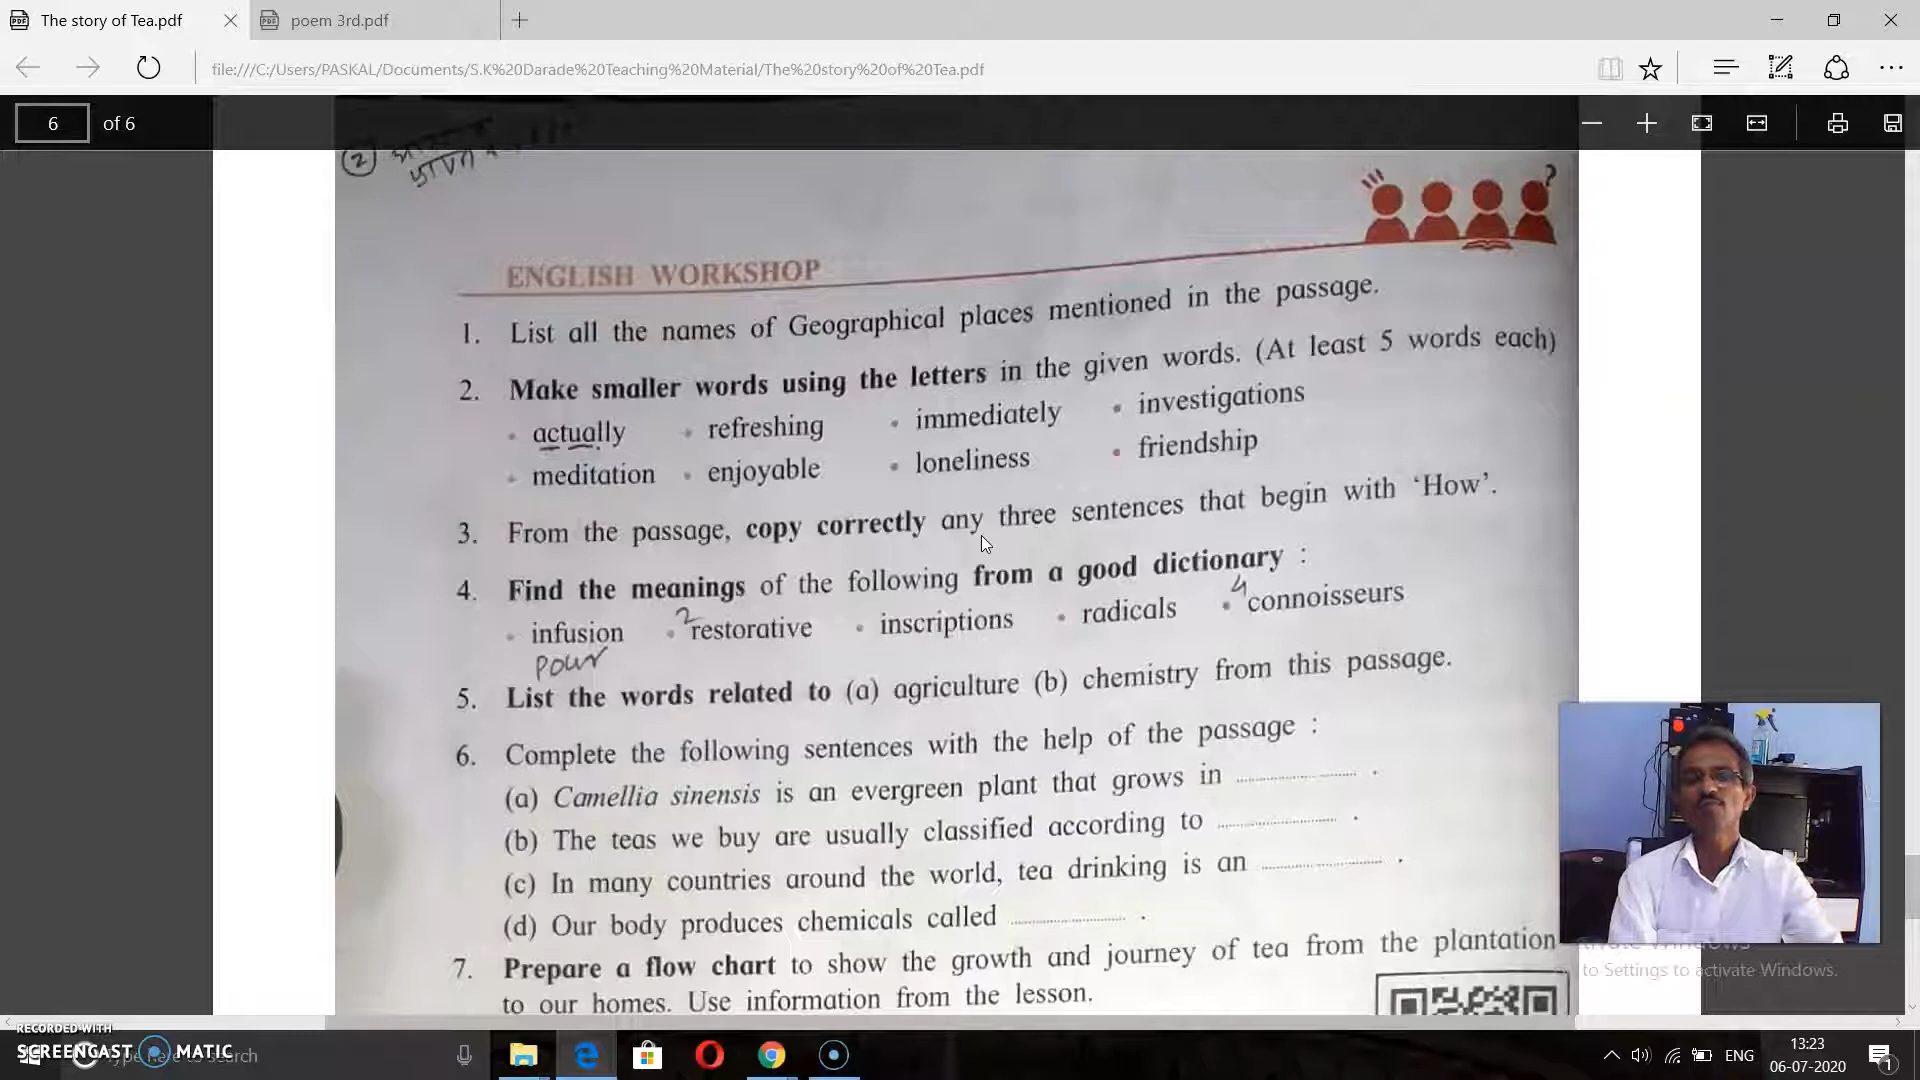 The story of Tea.pdf
poem 3rd.pdf
file:///C:/Users/PASKAL/Documents/S.K%20Darade%20Teaching%20Material/The%20story%20of%20Tea.pdf
6 of 6
2
ENGLISH WORKSHOP
1. List all the names of Geographical places mentioned in the passage.
2. Make smaller words using the letters in the given words. (At least 5 words each)
• actually • refreshing • immediately • investigations
• meditation • enjoyable • loneliness • friendship
3. From the passage, copy correctly any three sentences that begin with ‘How’.
4. Find the meanings of the following from a good dictionary :
• infusion • 2 restorative • inscriptions • radicals • 4 connoisseurs
pour
5. List the words related to (a) agriculture (b) chemistry from this passage.
6. Complete the following sentences with the help of the passage :
(a) Camellia sinensis is an evergreen plant that grows in .................... .
(b) The teas we buy are usually classified according to .................... .
(c) In many countries around the world, tea drinking is an .................... .
(d) Our body produces chemicals called .................... .
7. Prepare a flow chart to show the growth and journey of tea from the plantation
to our homes. Use information from the lesson.
Windows
to Settings to activate Windows.
RECORDED WITH
SCREENCAST MATIC
here to search
ENG
13:23
06-07-2020
1